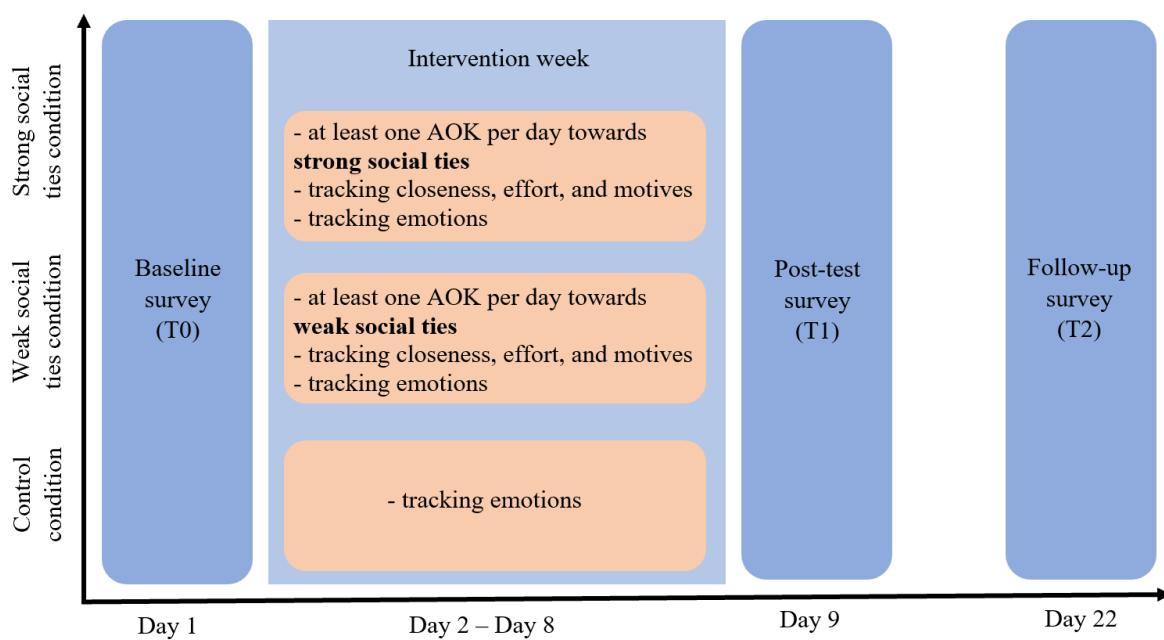 Strong social
ties condition
Weak social
ties condition
Control
condition
Baseline
survey
(T0)
Intervention week
- at least one AOK per day towards
strong social ties
- tracking closeness, effort, and motives
- tracking emotions
- at least one AOK per day towards
weak social ties
- tracking closeness, effort, and motives
- tracking emotions
- tracking emotions
Post-test
survey
(T1)
Follow-up
survey
(T2)
Day 1
Day 2 – Day 8
Day 9
Day 22